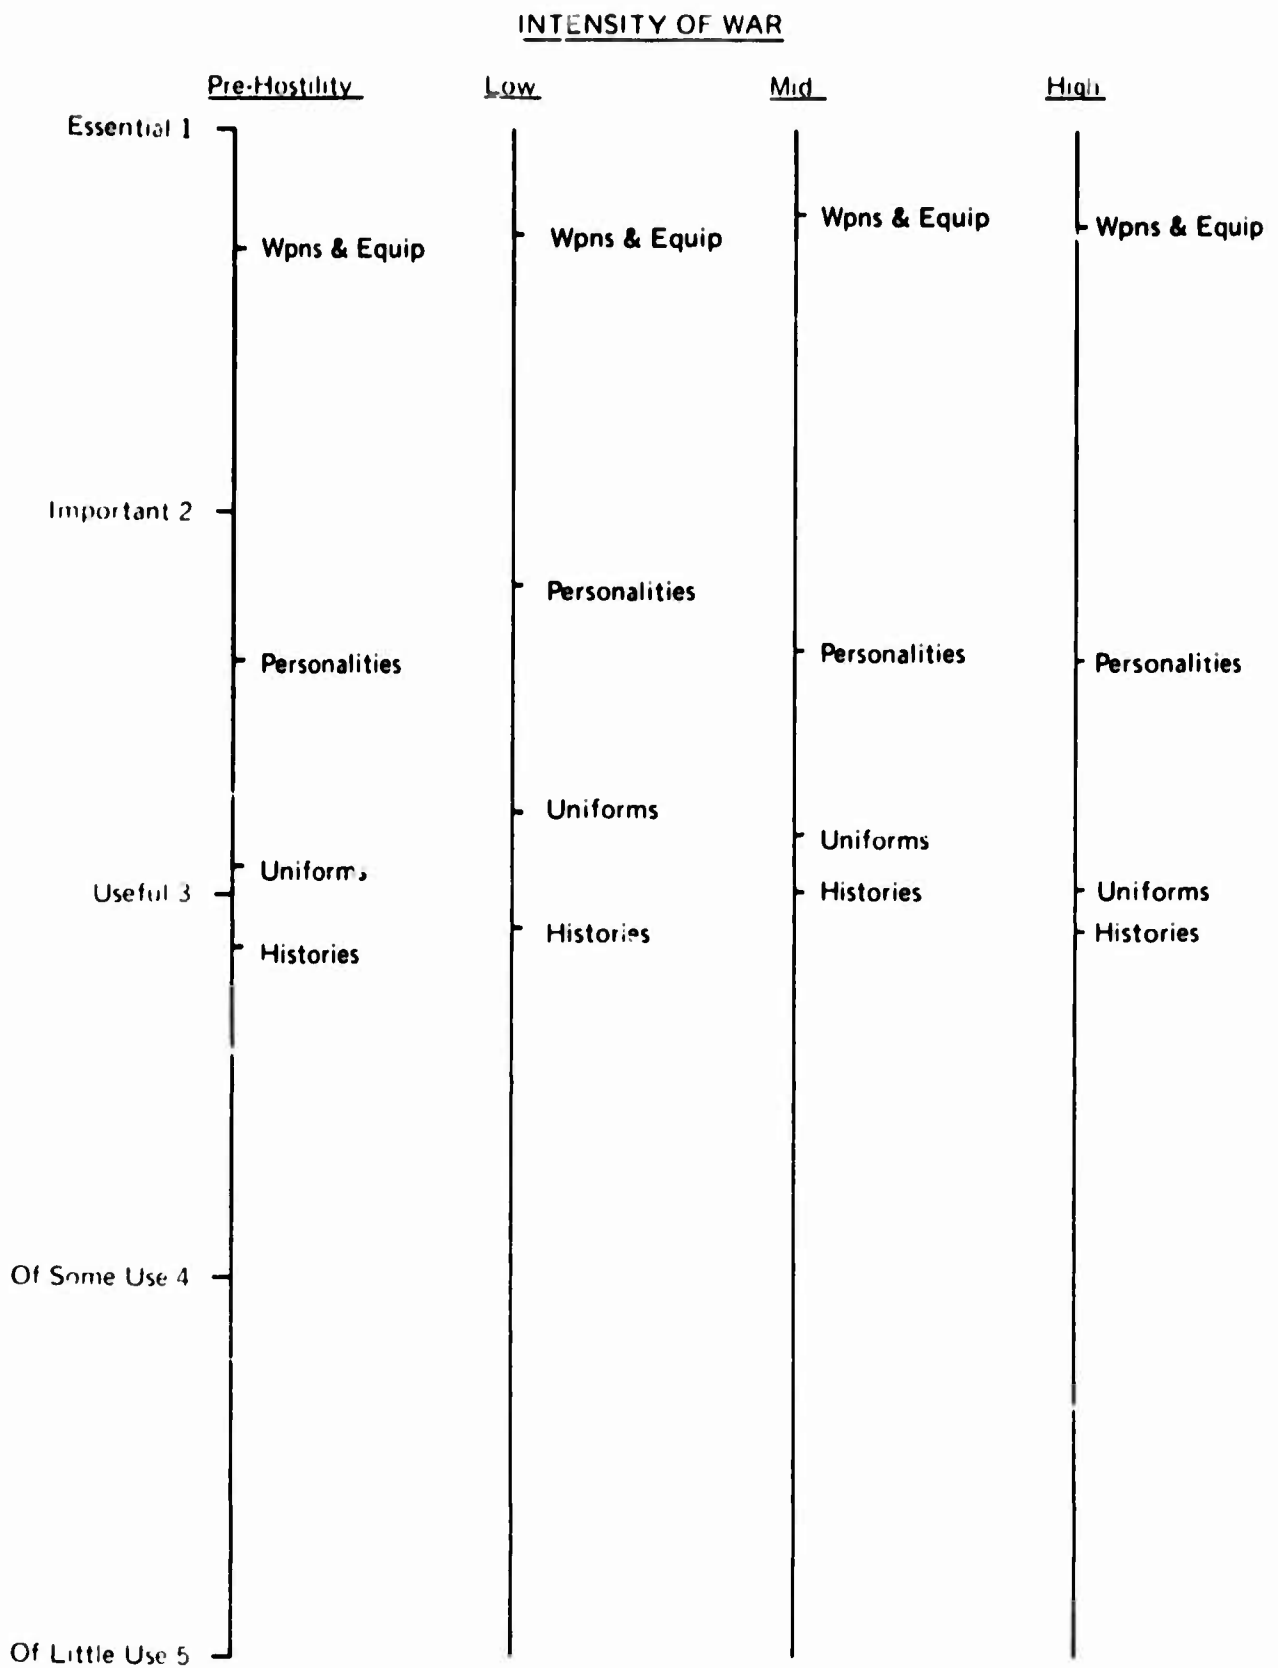 INTENSITY OF WAR
Pre-Hostility Low Mid High
Essential 1
Wpns & Equip Wpns & Equip Wpns & Equip Wpns & Equip
Important 2
Personalities Personalities Personalities Personalities
Uniforms Uniforms Uniforms Uniforms
Useful 3
Histories Histories Histories Histories
Of Some Use 4
Of Little Use 5